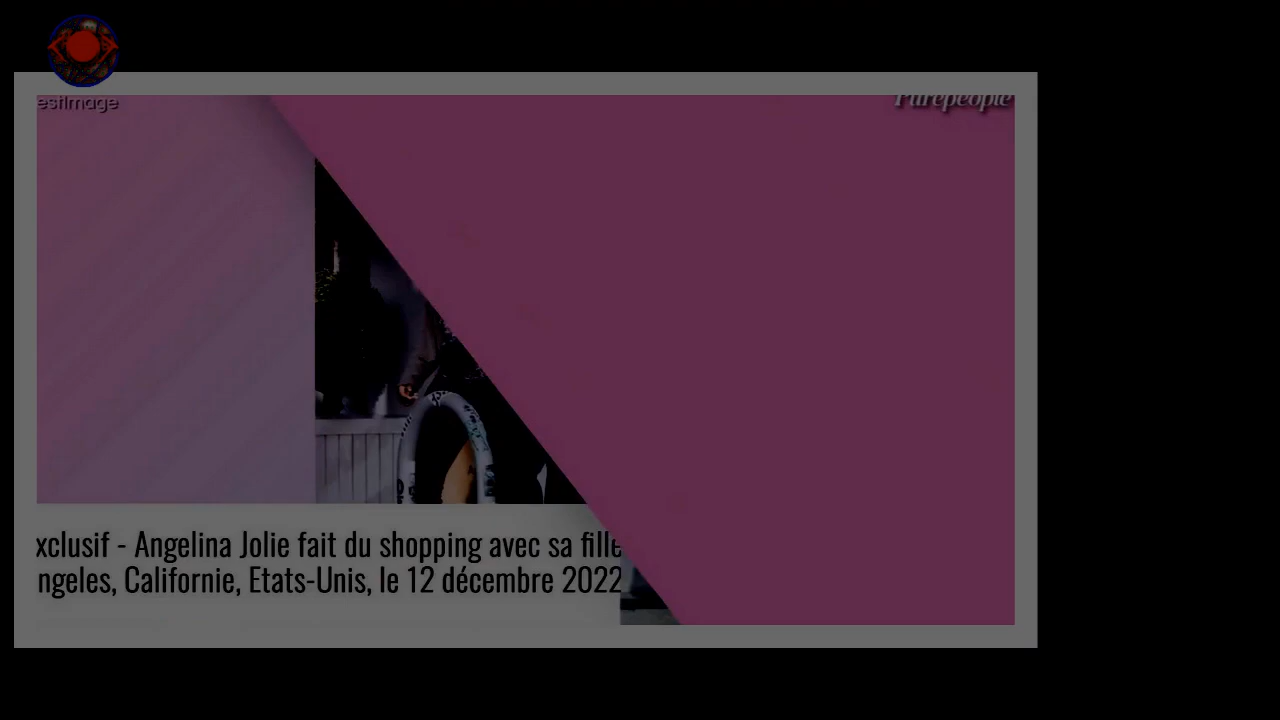 estImage
Purepeople
xclusif - Angelina Jolie fait du shopping avec sa fille
ngeles, Californie, Etats-Unis, le 12 décembre 2022